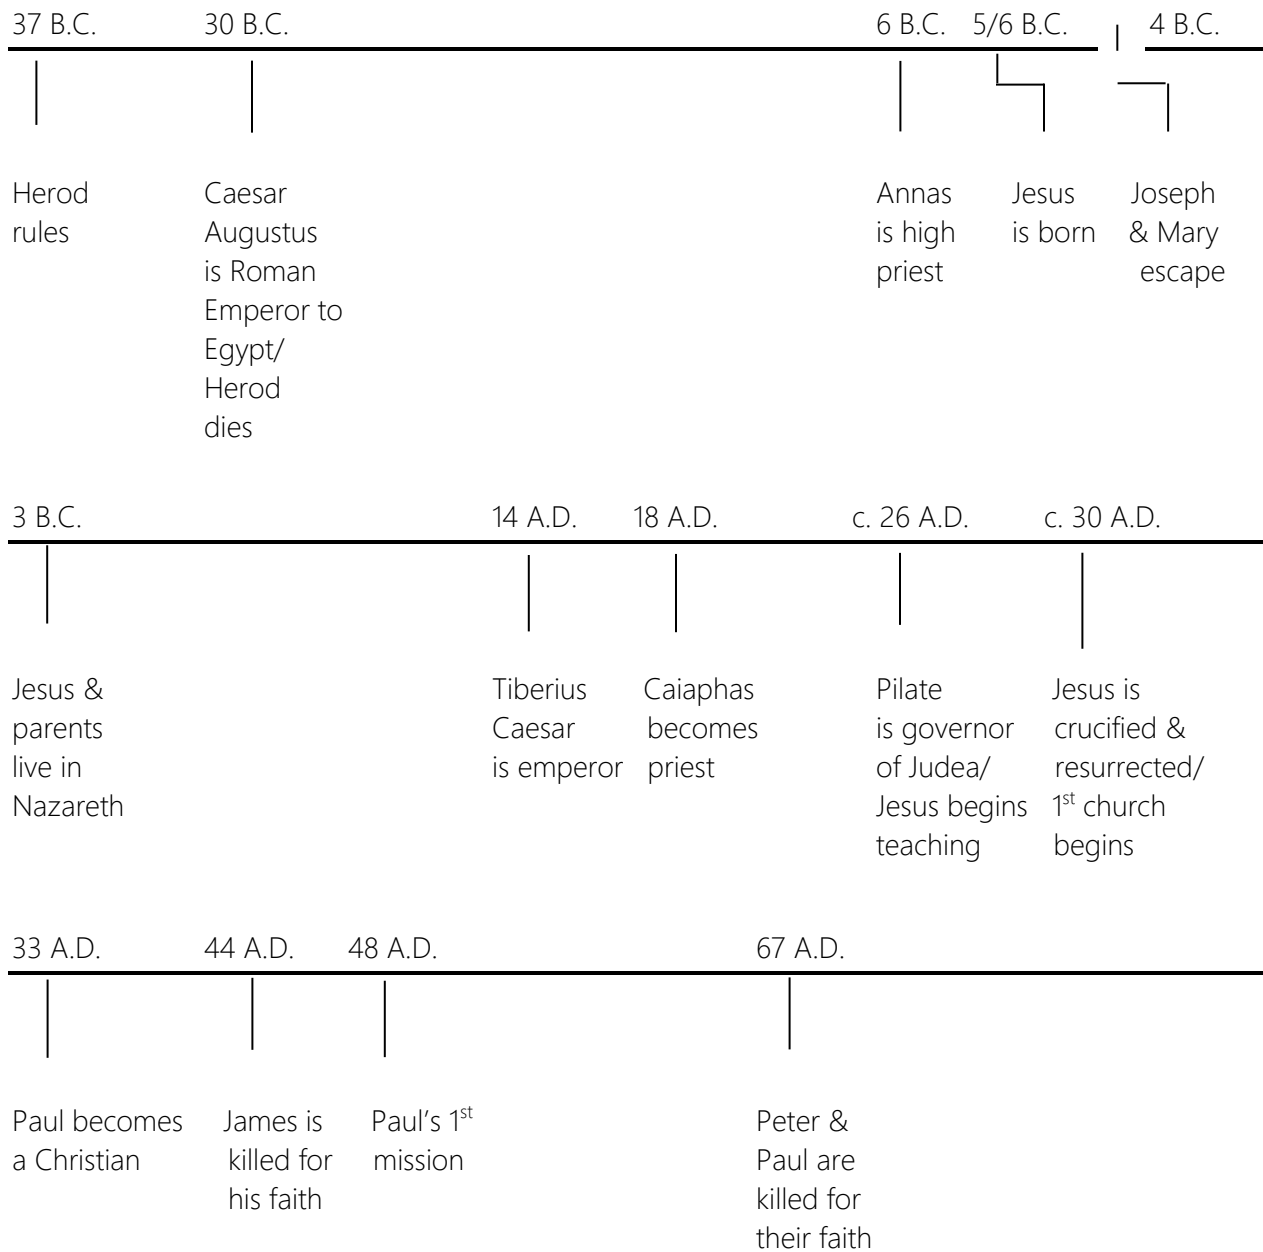 37 B.C. 30 B.C. 6 B.C. 5/6 B.C. 4 B.C.
Herod Caesar Annas Jesus Joseph
rules Augustus is high is born & Mary
is Roman priest escape
Emperor to
Egypt/
Herod
dies
3 B.C. 14 A.D. 18 A.D. c. 26 A.D. c. 30 A.D.
Jesus & Tiberius Caiaphas Pilate Jesus is
parents Caesar becomes is governor crucified &
live in is emperor priest of Judea/ resurrected/
Nazareth Jesus begins 1st church
teaching begins
33 A.D. 44 A.D. 48 A.D. 67 A.D.
Paul becomes James is Paul’s 1st Peter &
a Christian killed for mission Paul are
his faith killed for
their faith